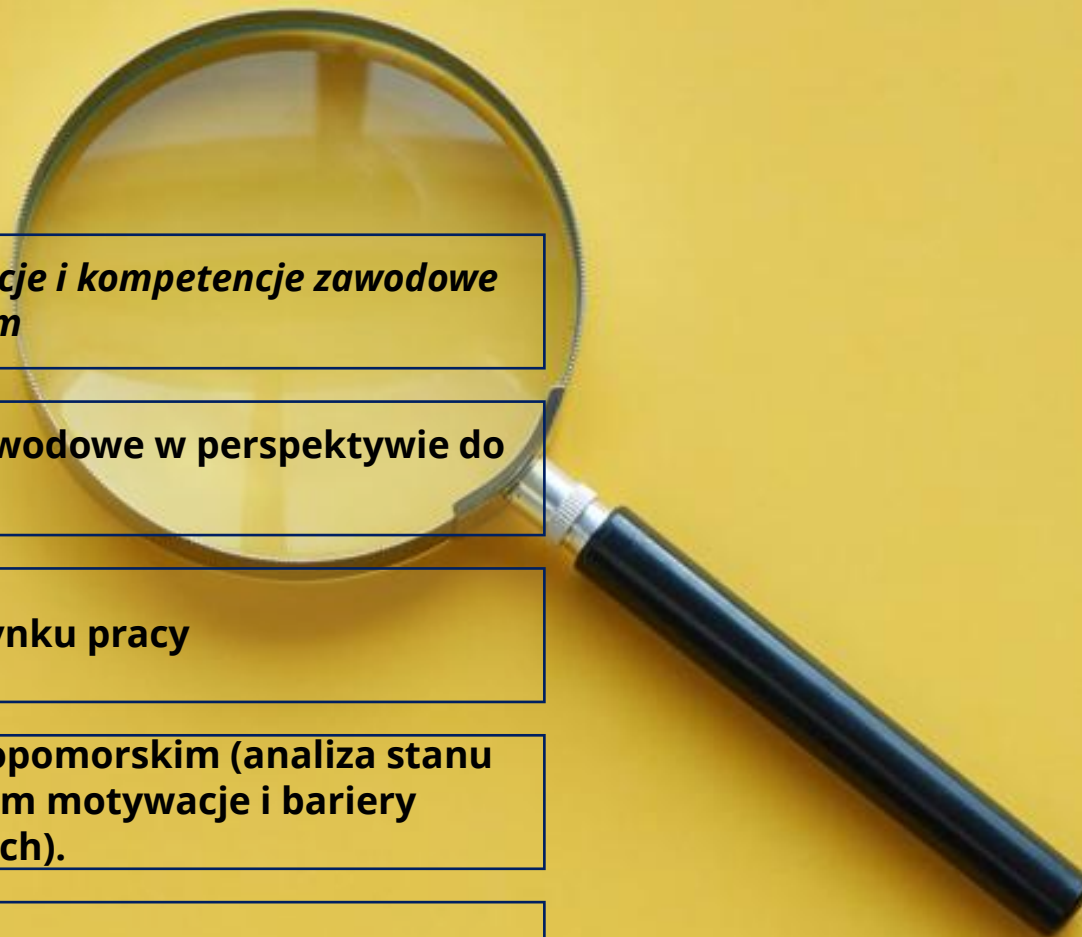 cje i kompetencje zawodowe
m
wodowe w perspektywie do
ynku pracy
opomorskim (analiza stanu
m motywacje i bariery
ch).